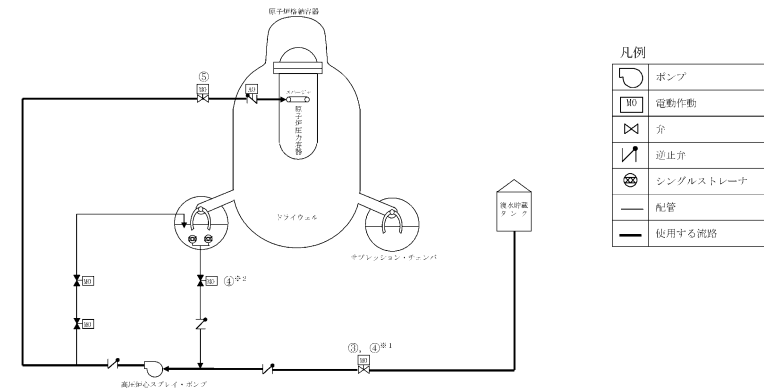 原子炉格納容器
⑤
MO
AO
スパージャ
原子炉圧力容器
ドライウェル
復水貯蔵
タンク
サプレッション・チェンバ
MO
MO ④※2
MO
③, ④※1
MO
高圧炉心スプレイ・ポンプ
凡例
ポンプ
MO 電動作動
弁
逆止弁
シングルストレーナ
配管
使用する流路